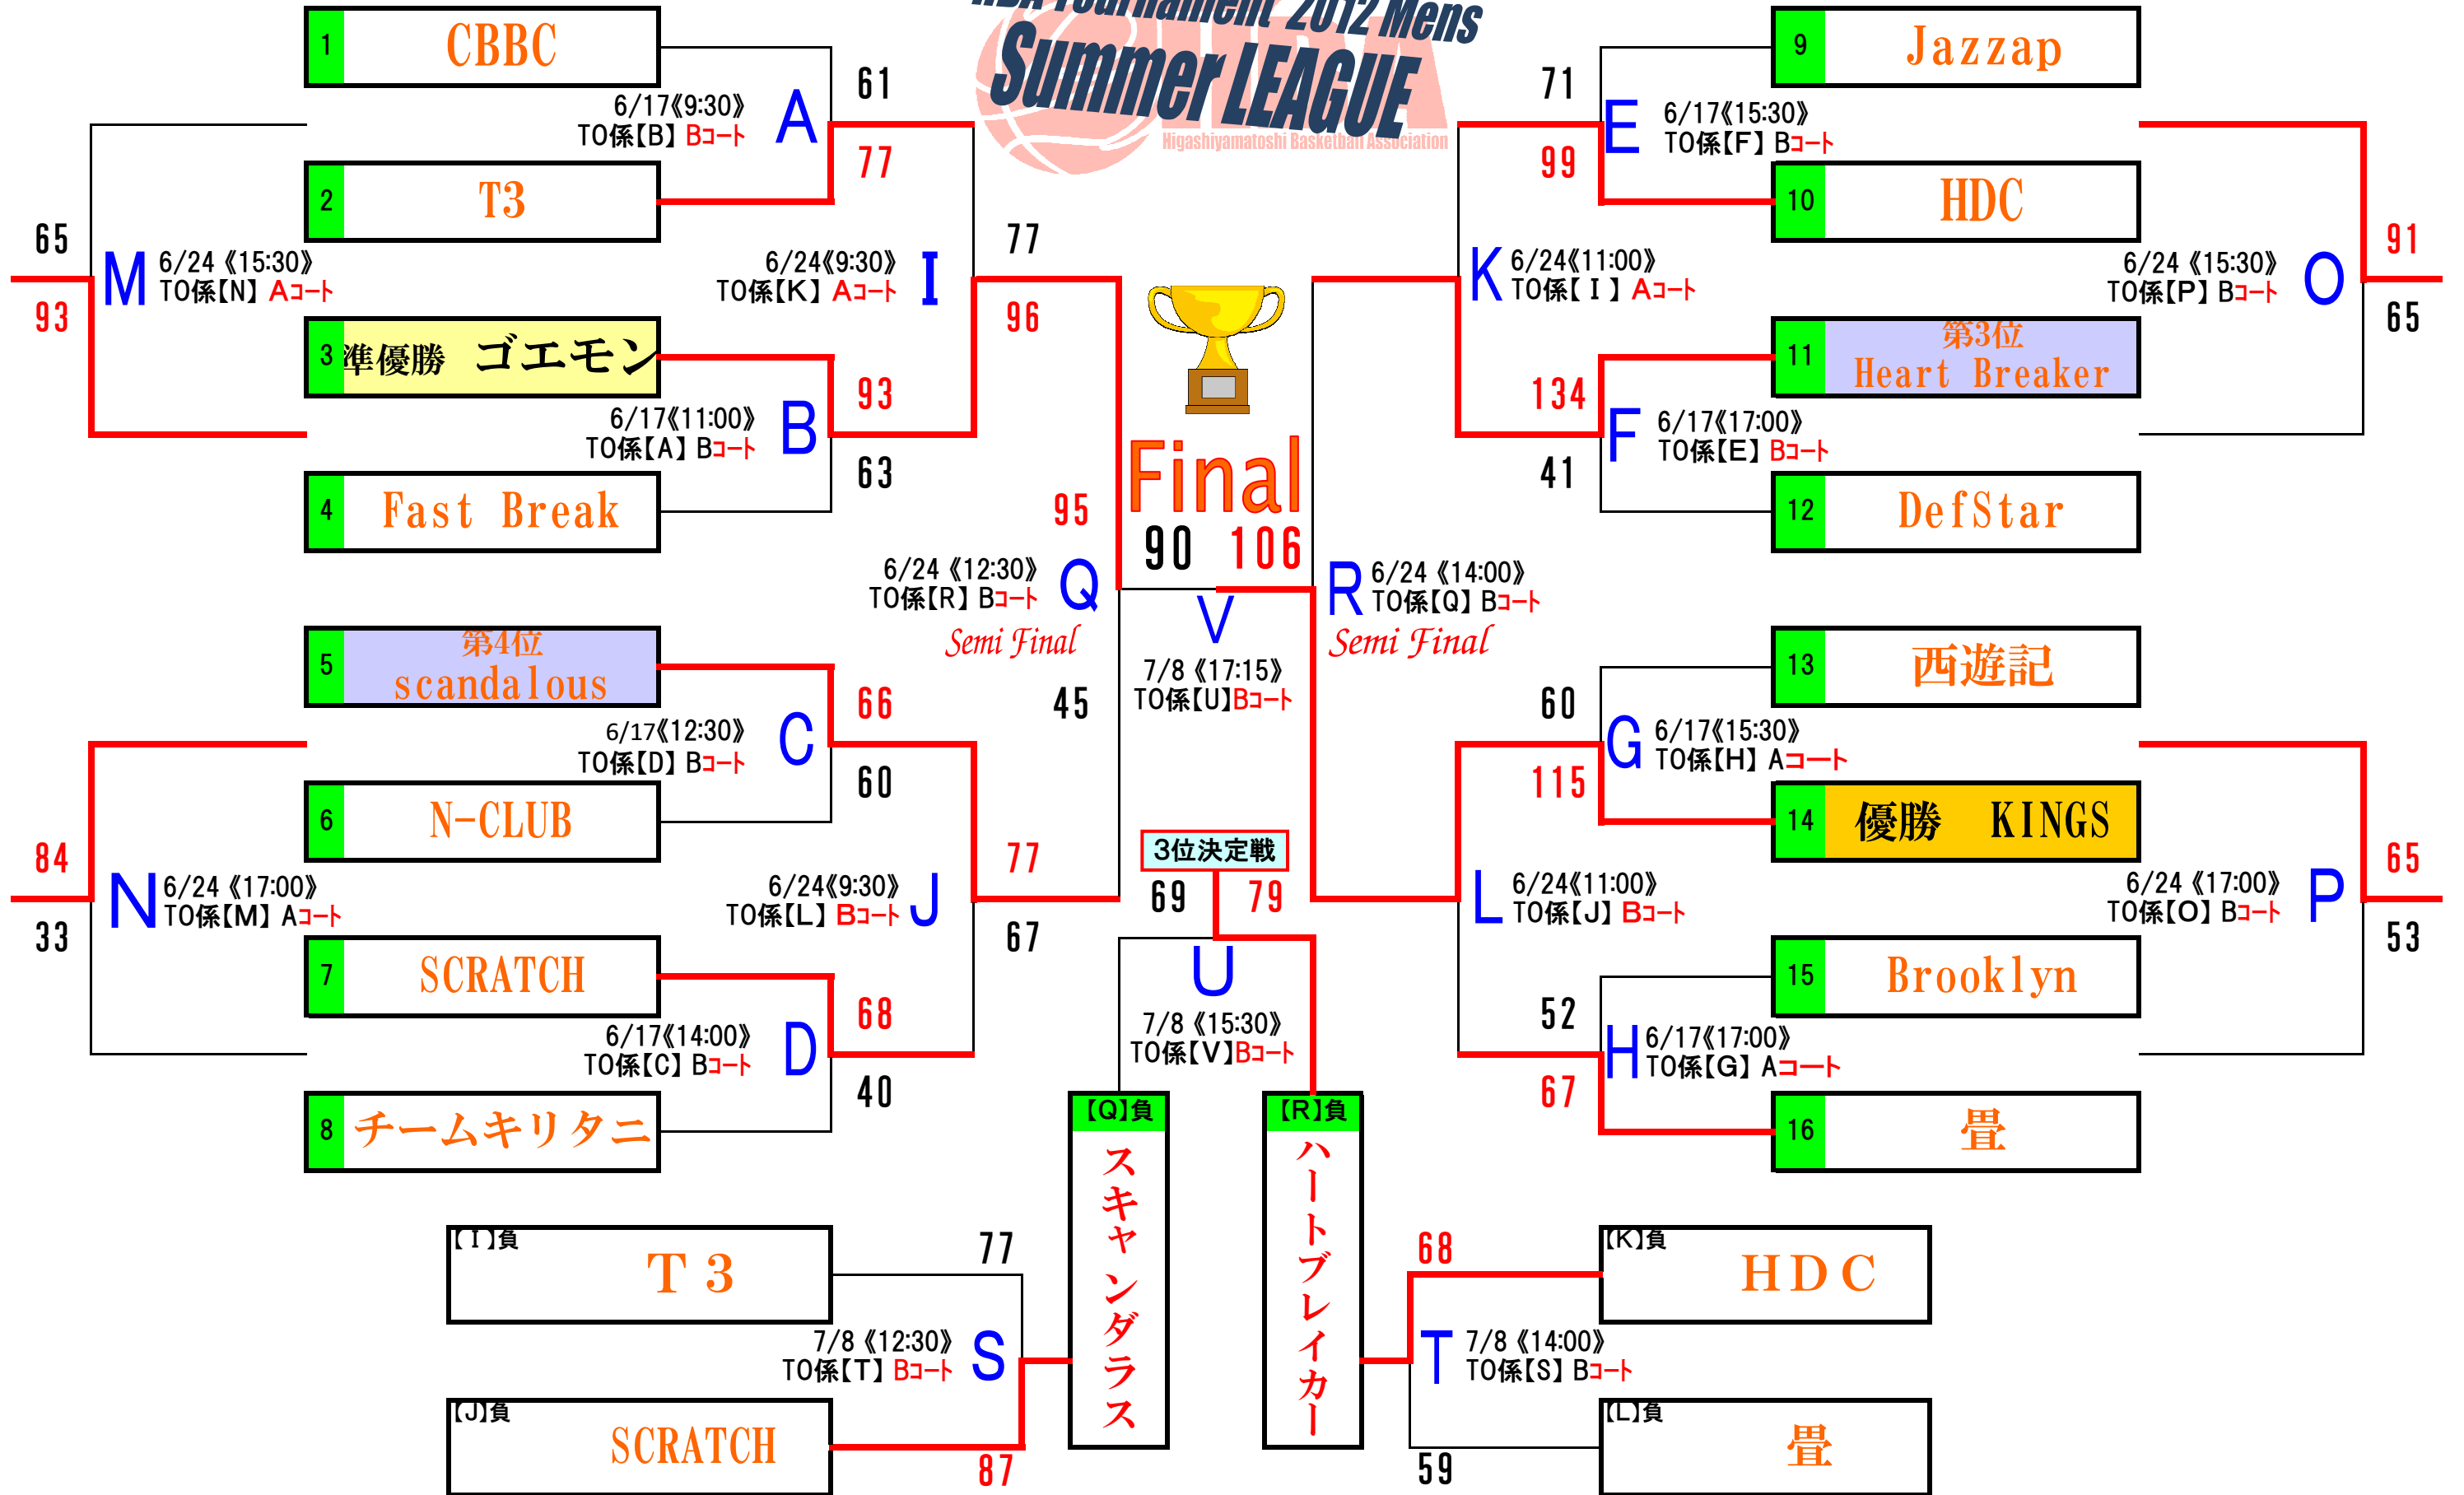 Tournament 2012 Mens
Summer LEAGUE
Higashiyamatoshi Basketball Association
1 CBBC
6/17《9:30》
TO係【B】 Bコート
A
61
77
2 T3
65
93
M
6/24 《15:30》
TO係【N】 Aコート
6/24《9:30》
TO係【K】 Aコート
I
77
96
3 準優勝 ゴエモン
6/17《11:00》
TO係【A】 Bコート
B
93
63
4 Fast Break
95
6/24 《12:30》
TO係【R】 Bコート
Q
Semi Final
45
5 第4位
scandalous
6/17《12:30》
TO係【D】 Bコート
C
66
60
6 N-CLUB
84
33
N
6/24 《17:00》
TO係【M】 Aコート
6/24《9:30》
TO係【L】 Bコート
J
77
67
7 SCRATCH
6/17《14:00》
TO係【C】 Bコート
D
68
40
8 チームキリタニ
Final
90 106
V
7/8 《17:15》
TO係【U】Bコート
3位決定戦
69 79
U
7/8 《15:30》
TO係【V】Bコート
【Q】負
スキャンダラス
【R】負
ハートブレイカー
9 Jazzap
71
99
E
6/17《15:30》
TO係【F】 Bコート
10 HDC
K
6/24《11:00》
TO係【I】 Aコート
6/24 《15:30》
TO係【P】 Bコート
O
91
65
11 第3位
Heart Breaker
134
41
F
6/17《17:00》
TO係【E】 Bコート
12 DefStar
R
6/24 《14:00》
TO係【Q】 Bコート
Semi Final
13 西遊記
60
115
G
6/17《15:30》
TO係【H】 Aコート
14 優勝 KINGS
L
6/24《11:00》
TO係【J】 Bコート
6/24 《17:00》
TO係【O】 Bコート
P
65
53
15 Brooklyn
52
67
H
6/17《17:00》
TO係【G】 Aコート
16 畳
【I】負
T3
77
7/8 《12:30》
TO係【T】 Bコート
S
【J】負
SCRATCH
87
68
【K】負
HDC
T
7/8 《14:00》
TO係【S】 Bコート
【L】負
畳
59